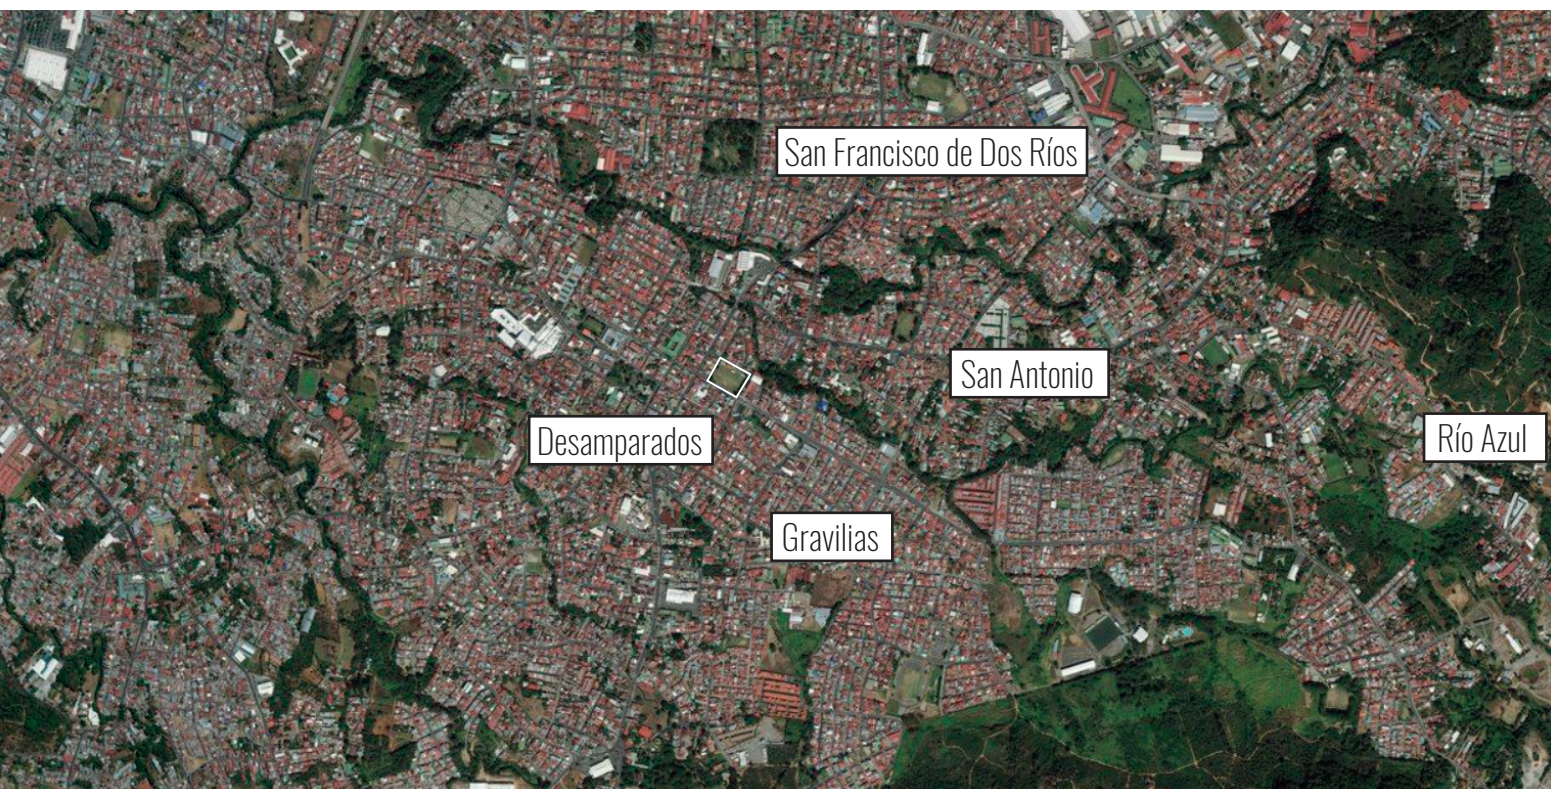 San Francisco de Dos Ríos
San Antonio
Río Azul
Desamparados
Gravilias